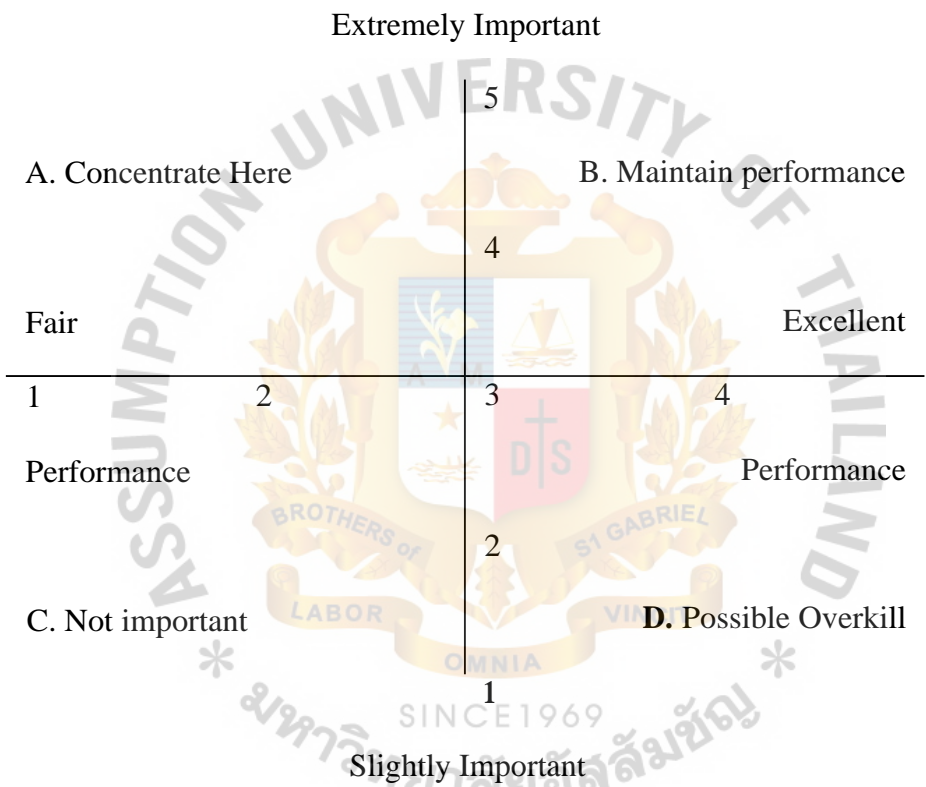 Extremely Important
UNIVERSITY OF
5
A. Concentrate Here
B. Maintain performance
4
ASSUMPTION
THAILAND
Fair
Excellent
A M
1
2
3
4
Performance
D S
Performance
BROTHERS OF
ST GABRIEL
2
C. Not important
LABOR
VINCIT
D. Possible Overkill
OMNIA
1
SINCE 1969
Slightly Important